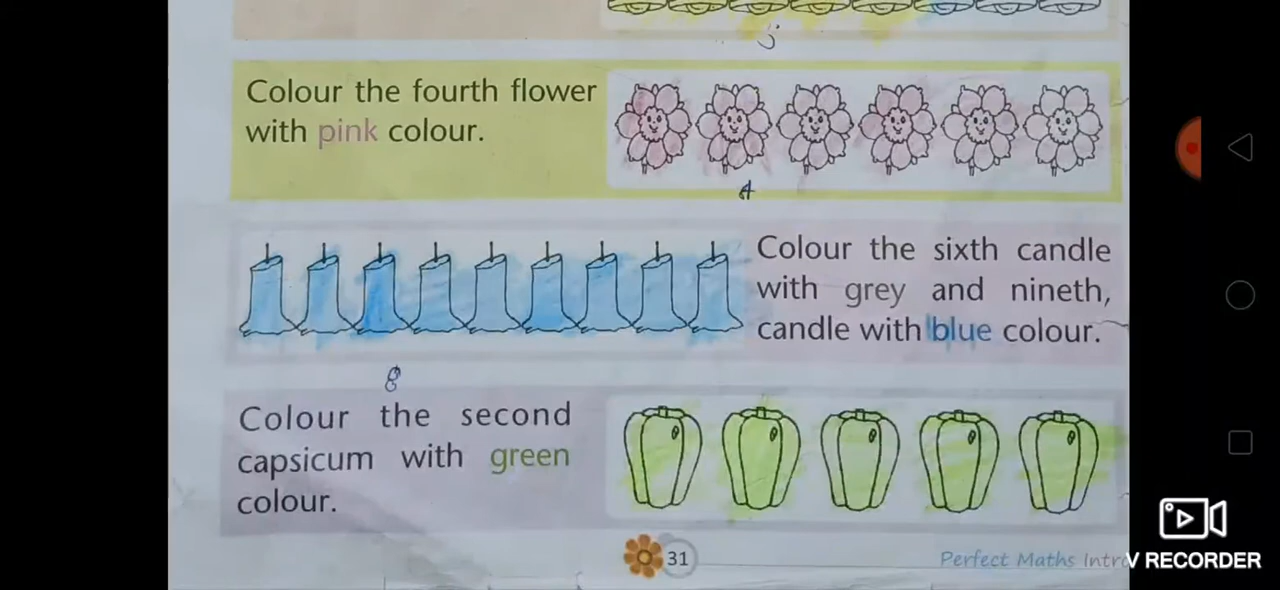 Colour the fourth flower
with pink colour.
4
Colour the sixth candle
with grey and nineth,
candle with blue colour.
8
Colour the second
capsicum with green
colour.
31
Perfect Maths Intro
V RECORDER